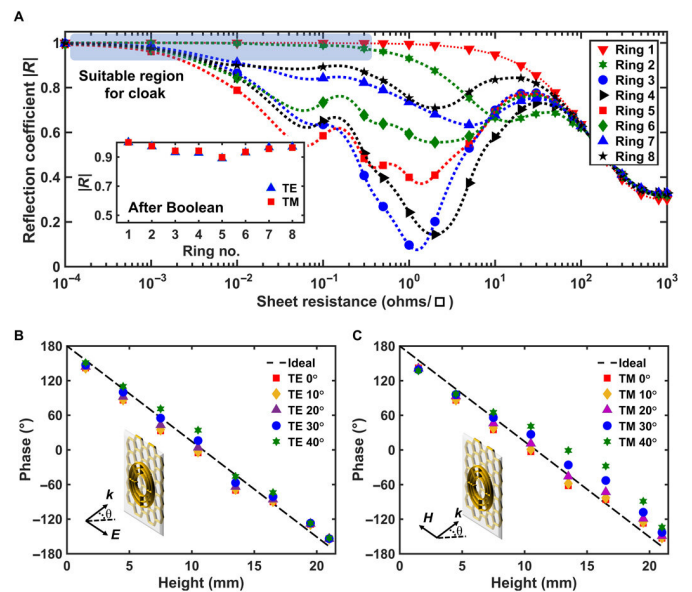 A
Reflection coefficient |R|
1
0.8
0.6
0.4
0.2
0
Suitable region
for cloak
Ring 1
Ring 2
Ring 3
Ring 4
Ring 5
Ring 6
Ring 7
Ring 8
|R|
0.9
0.7
0.5
TE
TM
After Boolean
1 2 3 4 5 6 7 8
Ring no.
10⁻⁴ 10⁻³ 10⁻² 10⁻¹ 10⁰ 10¹ 10² 10³
Sheet resistance (ohms/□)
B
Phase (°)
180
120
60
0
−60
−120
−180
Ideal
TE 0°
TE 10°
TE 20°
TE 30°
TE 40°
k
θ
E
0 5 10 15 20
Height (mm)
C
Phase (°)
180
120
60
0
−60
−120
−180
Ideal
TM 0°
TM 10°
TM 20°
TM 30°
TM 40°
H
k
θ
0 5 10 15 20
Height (mm)